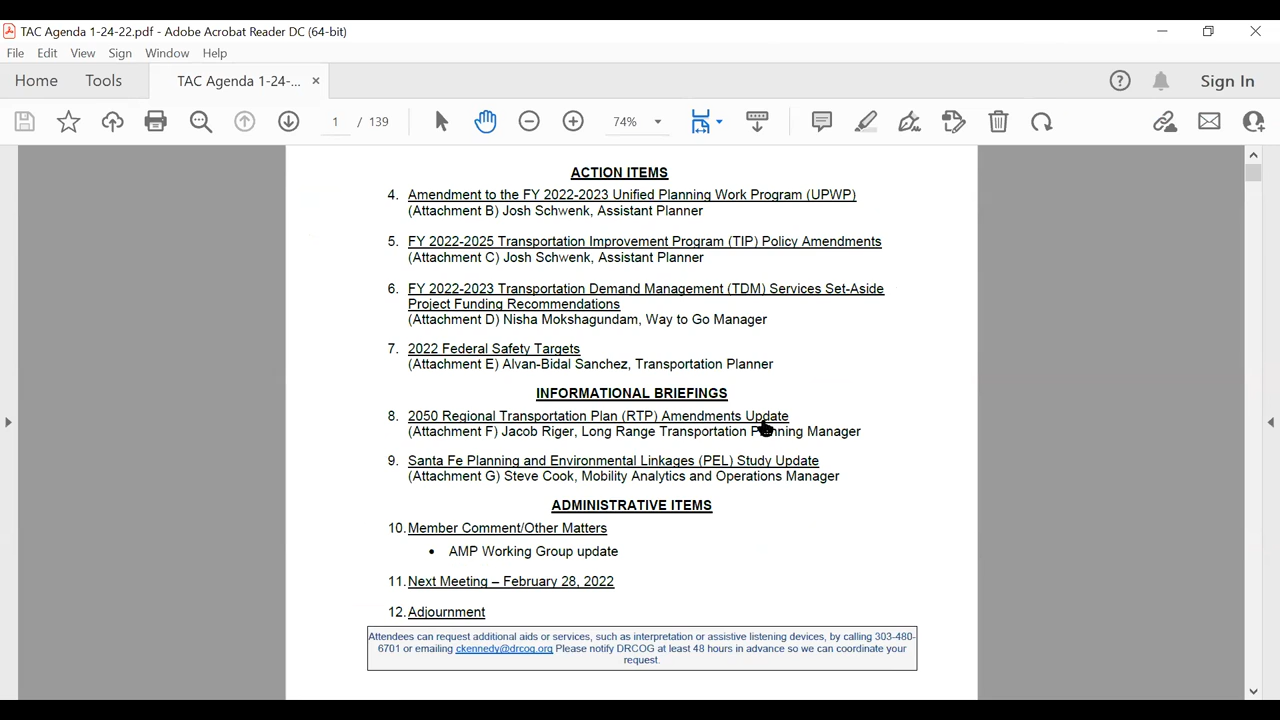 TAC Agenda 1-24-22.pdf - Adobe Acrobat Reader DC (64-bit)
File Edit View Sign Window Help
Home Tools TAC Agenda 1-24-... × Sign In
1 / 139 74%
ACTION ITEMS
4. Amendment to the FY 2022-2023 Unified Planning Work Program (UPWP)
(Attachment B) Josh Schwenk, Assistant Planner
5. FY 2022-2025 Transportation Improvement Program (TIP) Policy Amendments
(Attachment C) Josh Schwenk, Assistant Planner
6. FY 2022-2023 Transportation Demand Management (TDM) Services Set-Aside
Project Funding Recommendations
(Attachment D) Nisha Mokshagundam, Way to Go Manager
7. 2022 Federal Safety Targets
(Attachment E) Alvan-Bidal Sanchez, Transportation Planner
INFORMATIONAL BRIEFINGS
8. 2050 Regional Transportation Plan (RTP) Amendments Update
(Attachment F) Jacob Riger, Long Range Transportation Planning Manager
9. Santa Fe Planning and Environmental Linkages (PEL) Study Update
(Attachment G) Steve Cook, Mobility Analytics and Operations Manager
ADMINISTRATIVE ITEMS
10. Member Comment/Other Matters
• AMP Working Group update
11. Next Meeting – February 28, 2022
12. Adjournment
Attendees can request additional aids or services, such as interpretation or assistive listening devices, by calling 303-480-
6701 or emailing ckennedy@drcog.org Please notify DRCOG at least 48 hours in advance so we can coordinate your
request.